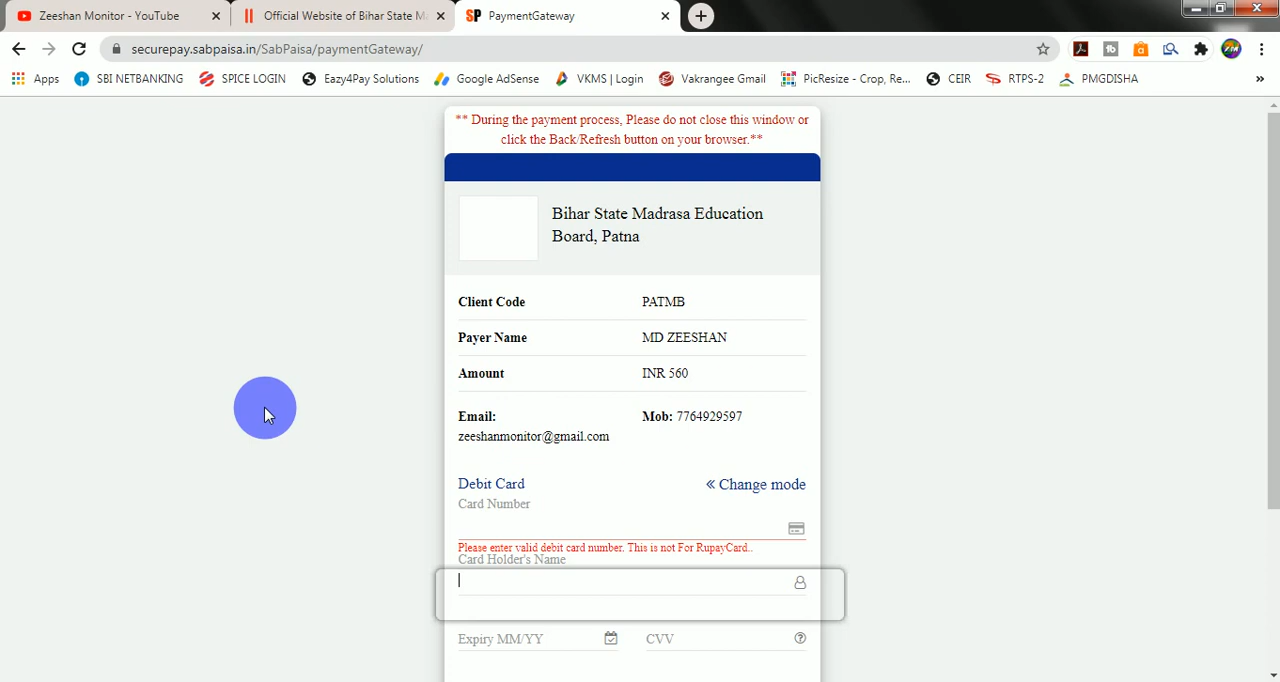 Zeeshan Monitor - YouTube
Official Website of Bihar State M
SP PaymentGateway
securepay.sabpaisa.in/SabPaisa/paymentGateway/
Apps SBI NETBANKING SPICE LOGIN Eazy4Pay Solutions Google AdSense VKMS | Login Vakrangee Gmail PicResize - Crop, Re... CEIR RTPS-2 PMGDISHA »
** During the payment process, Please do not close this window or
click the Back/Refresh button on your browser.**
Bihar State Madrasa Education
Board, Patna
Client Code PATMB
Payer Name MD ZEESHAN
Amount INR 560
Email: Mob: 7764929597
zeeshanmonitor@gmail.com
Debit Card « Change mode
Card Number
Please enter valid debit card number. This is not For RupayCard..
Card Holder's Name
Expiry MM/YY CVV